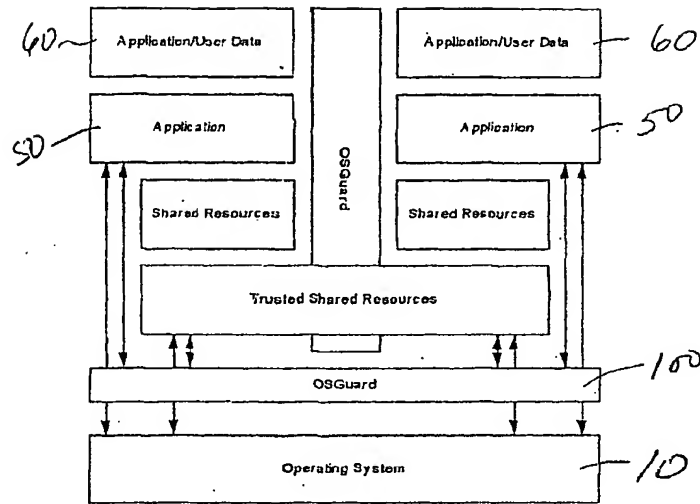 60 Application/User Data Application/User Data 60
50 Application Application 50
OSGuard
Shared Resources Shared Resources
Trusted Shared Resources
OSGuard 100
Operating System 10